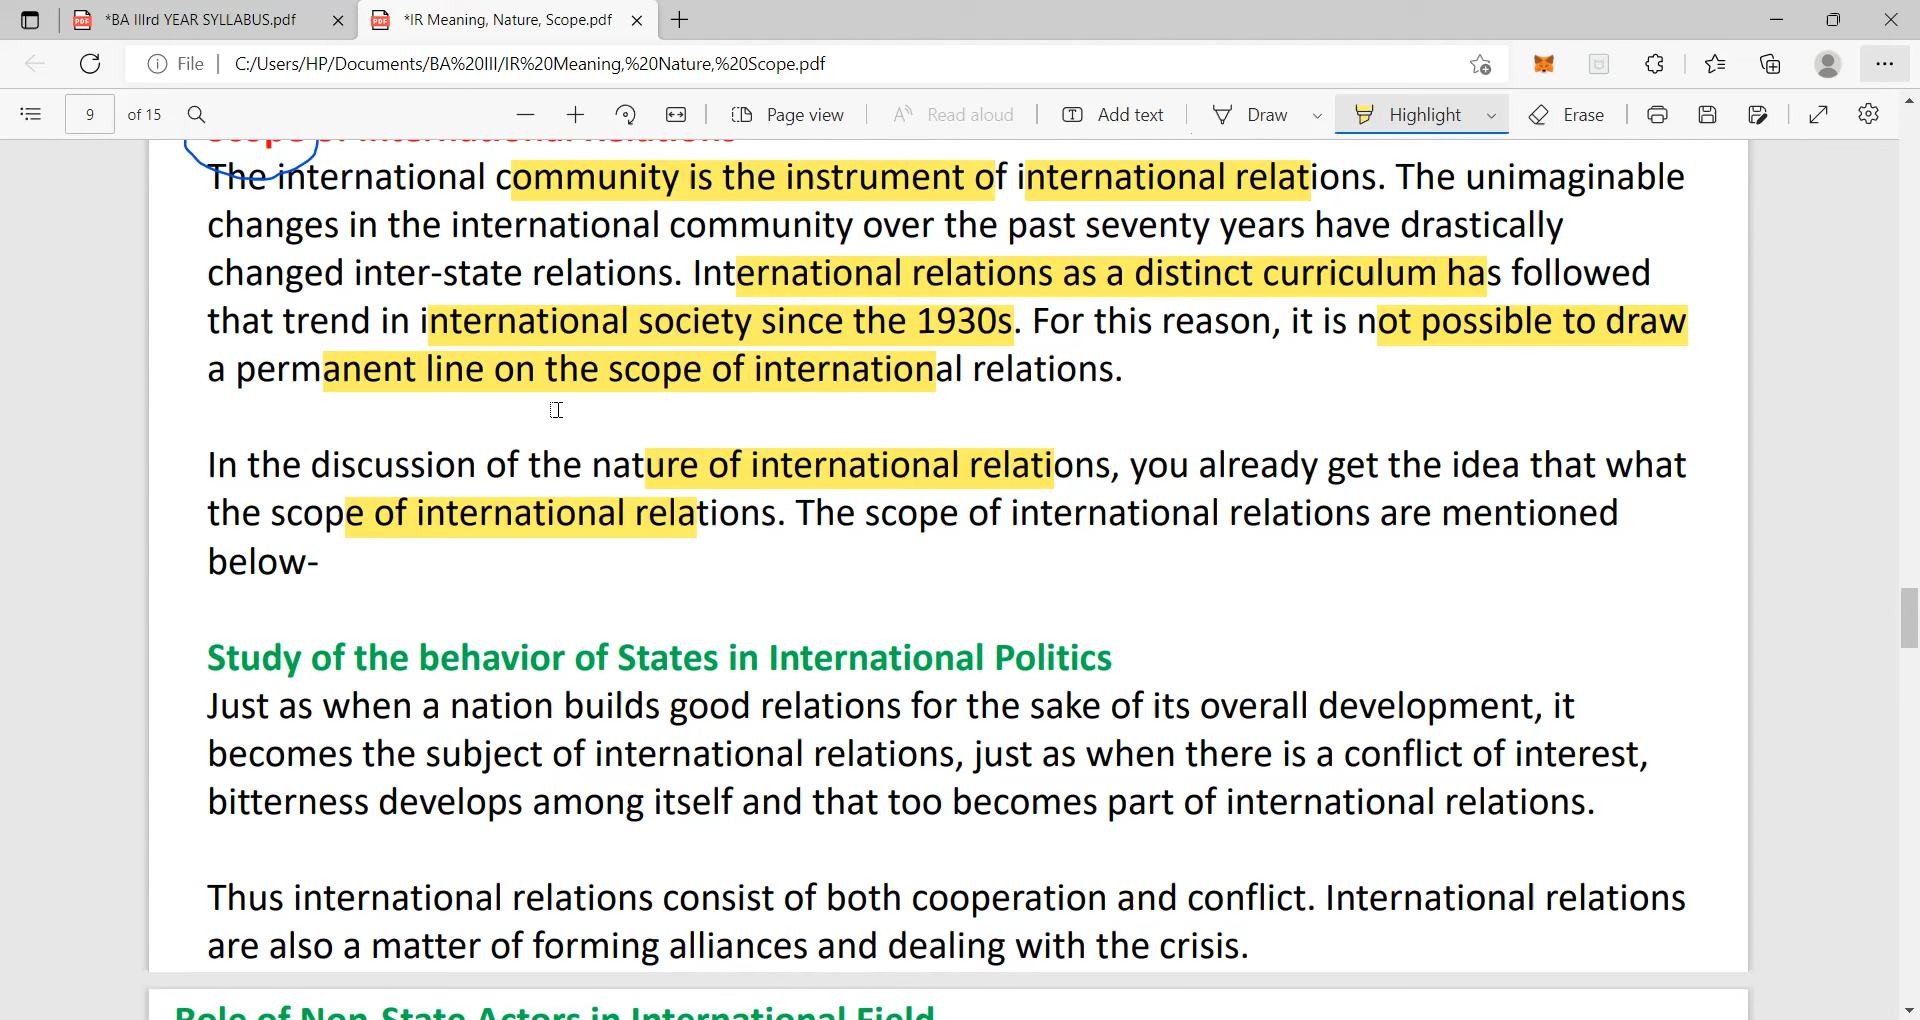 *BA IIIrd YEAR SYLLABUS.pdf
*IR Meaning, Nature, Scope.pdf
File
C:/Users/HP/Documents/BA%20III/IR%20Meaning,%20Nature,%20Scope.pdf
9 of 15
Page view
Read aloud
Add text
Draw
Highlight
Erase
Scope of International Relations
The international community is the instrument of international relations. The unimaginable
changes in the international community over the past seventy years have drastically
changed inter-state relations. International relations as a distinct curriculum has followed
that trend in international society since the 1930s. For this reason, it is not possible to draw
a permanent line on the scope of international relations.
In the discussion of the nature of international relations, you already get the idea that what
the scope of international relations. The scope of international relations are mentioned
below-
Study of the behavior of States in International Politics
Just as when a nation builds good relations for the sake of its overall development, it
becomes the subject of international relations, just as when there is a conflict of interest,
bitterness develops among itself and that too becomes part of international relations.
Thus international relations consist of both cooperation and conflict. International relations
are also a matter of forming alliances and dealing with the crisis.
Role of Non-State Actors in International Field